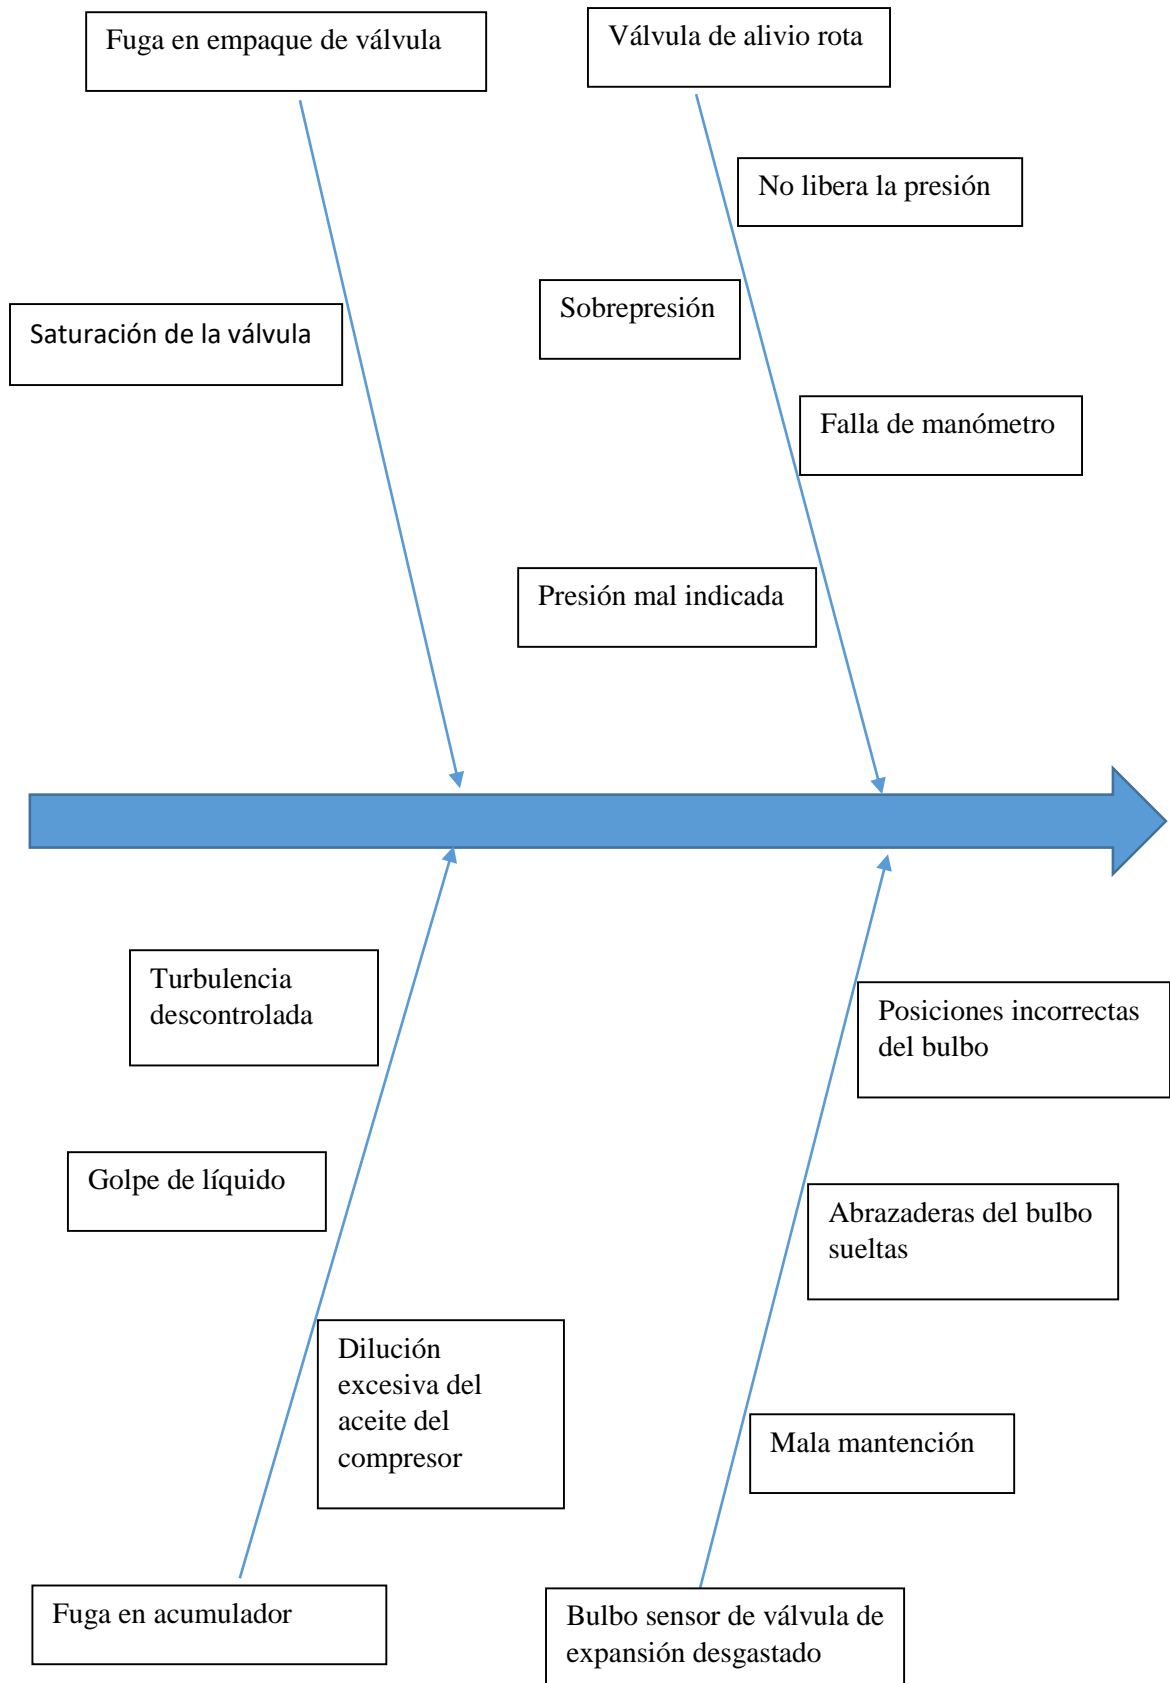 Fuga en empaque de válvula
Válvula de alivio rota
No libera la presión
Sobrepresión
Saturación de la válvula
Falla de manómetro
Presión mal indicada
Turbulencia
descontrolada
Posiciones incorrectas
del bulbo
Golpe de líquido
Abrazaderas del bulbo
sueltas
Dilución
excesiva del
aceite del
compresor
Mala mantención
Fuga en acumulador
Bulbo sensor de válvula de
expansión desgastado